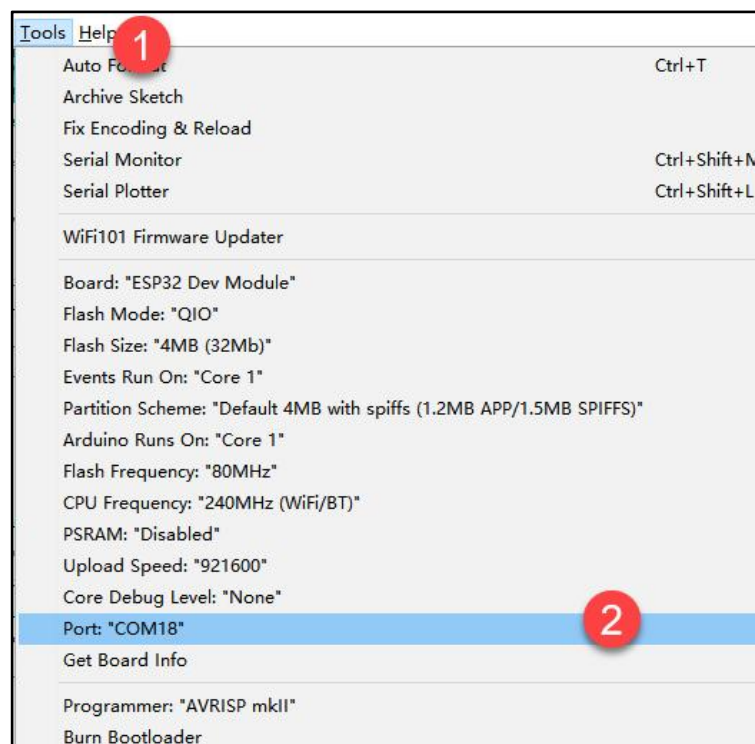 Tools Help
1
Auto Format Ctrl+T
Archive Sketch
Fix Encoding & Reload
Serial Monitor Ctrl+Shift+M
Serial Plotter Ctrl+Shift+L
WiFi101 Firmware Updater
Board: "ESP32 Dev Module"
Flash Mode: "QIO"
Flash Size: "4MB (32Mb)"
Events Run On: "Core 1"
Partition Scheme: "Default 4MB with spiffs (1.2MB APP/1.5MB SPIFFS)"
Arduino Runs On: "Core 1"
Flash Frequency: "80MHz"
CPU Frequency: "240MHz (WiFi/BT)"
PSRAM: "Disabled"
Upload Speed: "921600"
Core Debug Level: "None"
Port: "COM18" 2
Get Board Info
Programmer: "AVRISP mkII"
Burn Bootloader